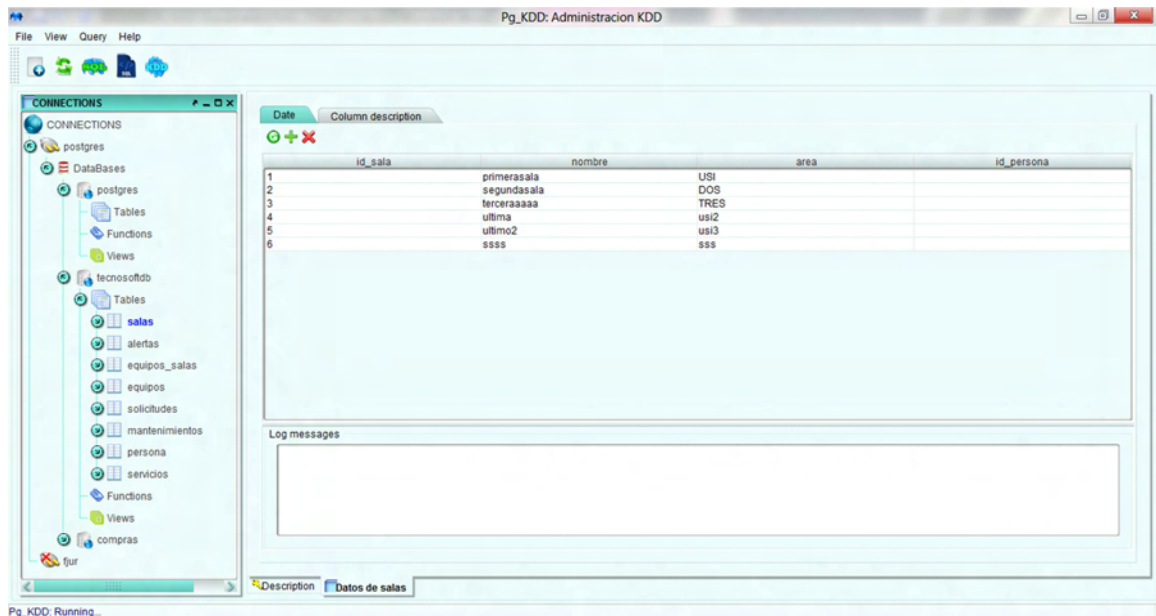 Pg_KDD: Administracion KDD
File View Query Help
SQL
KDD
CONNECTIONS
CONNECTIONS
postgres
DataBases
postgres
Tables
Functions
Views
tecnosoftdb
Tables
salas
alertas
equipos_salas
equipos
solicitudes
mantenimientos
persona
servicios
Functions
Views
compras
fjur
Date Column description
id_sala nombre area id_persona
1 primerasala USI
2 segundasala DOS
3 terceraaaaa TRES
4 ultima usi2
5 ultimo2 usi3
6 ssss sss
Log messages
Description Datos de salas
Pg_KDD: Running...